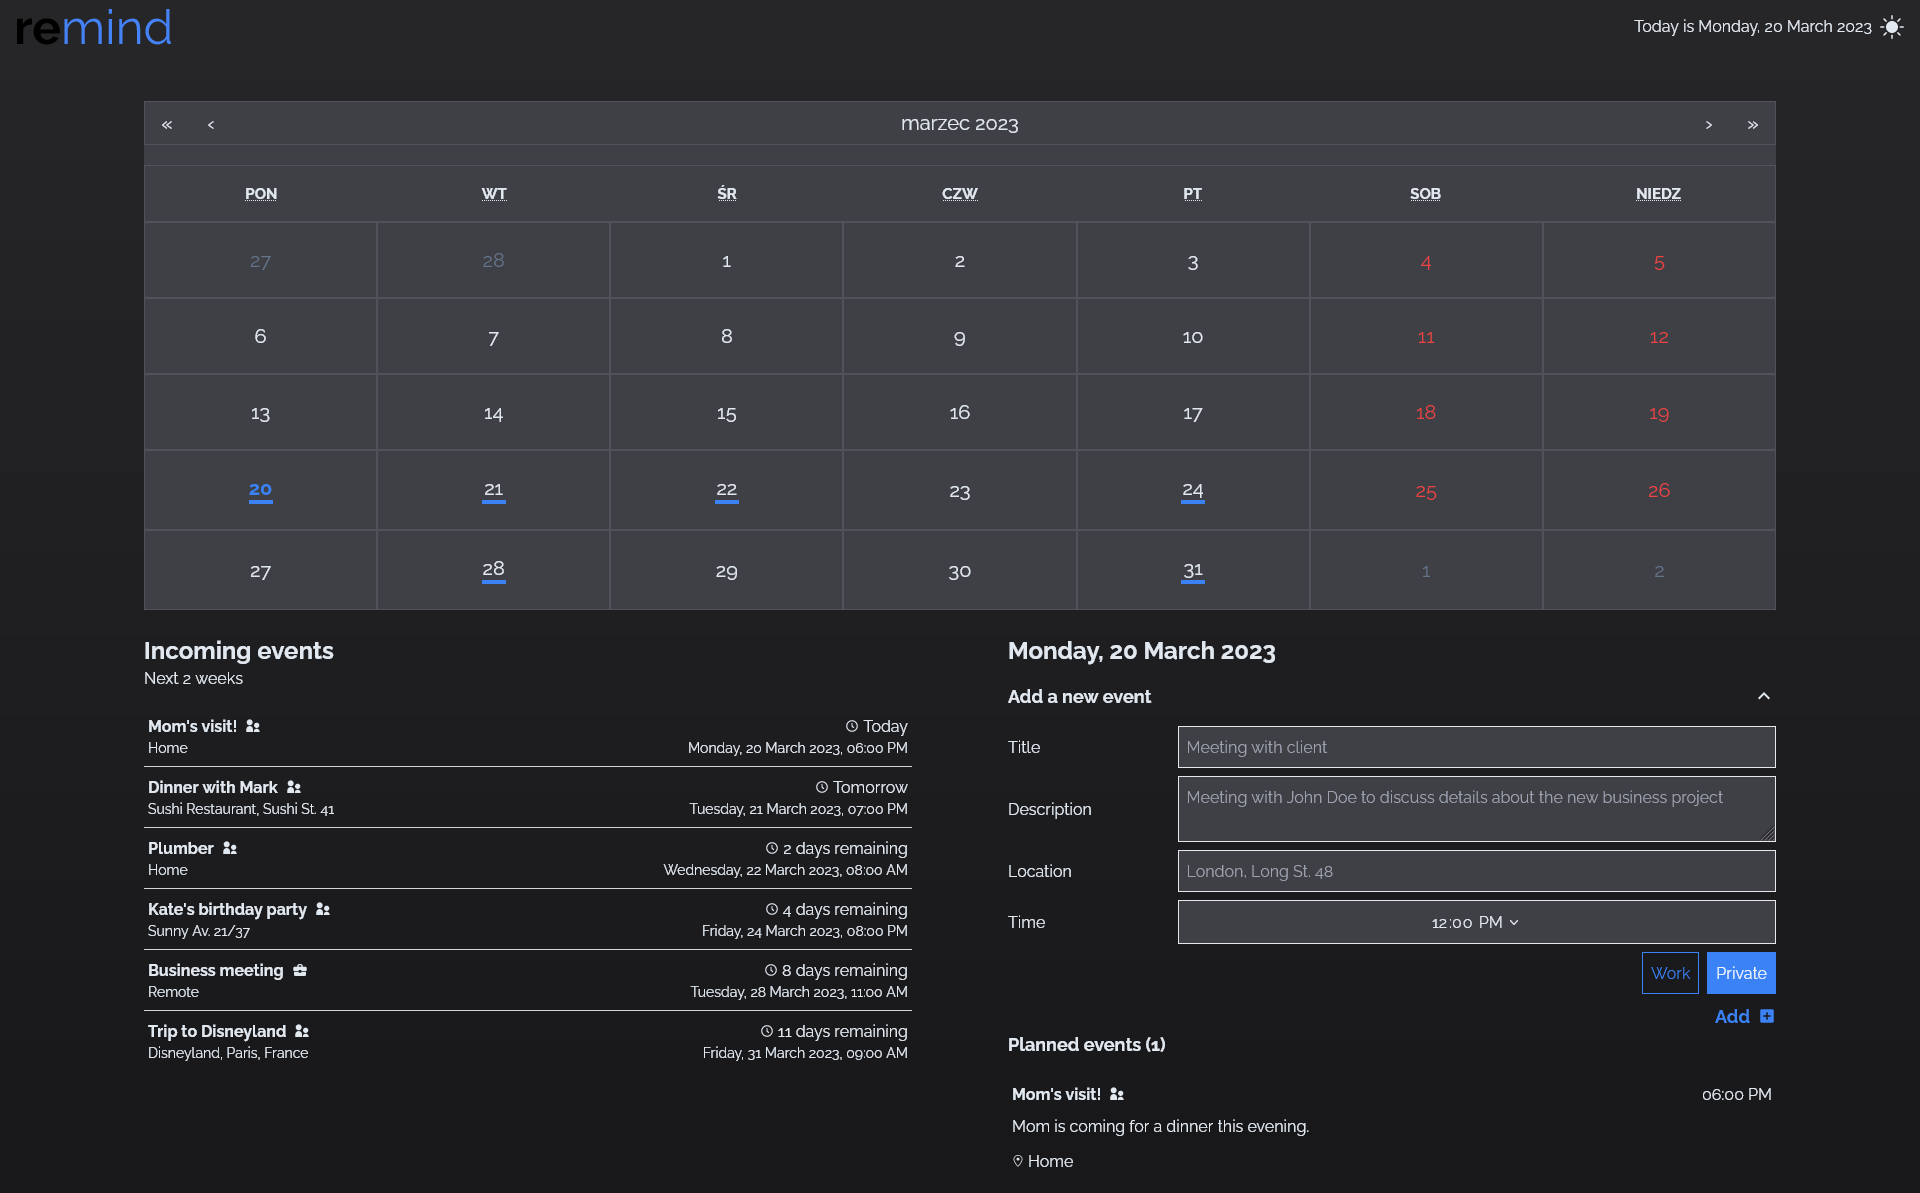 remind
Today is Monday, 20 March 2023
« ‹ marzec 2023 › »
PON WT ŚR CZW PT SOB NIEDZ
27 28 1 2 3 4 5
6 7 8 9 10 11 12
13 14 15 16 17 18 19
20 21 22 23 24 25 26
27 28 29 30 31 1 2
Incoming events
Next 2 weeks
Mom's visit! Today
Home Monday, 20 March 2023, 06:00 PM
Dinner with Mark Tomorrow
Sushi Restaurant, Sushi St. 41 Tuesday, 21 March 2023, 07:00 PM
Plumber 2 days remaining
Home Wednesday, 22 March 2023, 08:00 AM
Kate's birthday party 4 days remaining
Sunny Av. 21/37 Friday, 24 March 2023, 08:00 PM
Business meeting 8 days remaining
Remote Tuesday, 28 March 2023, 11:00 AM
Trip to Disneyland 11 days remaining
Disneyland, Paris, France Friday, 31 March 2023, 09:00 AM
Monday, 20 March 2023
Add a new event
Title Meeting with client
Description Meeting with John Doe to discuss details about the new business project
Location London, Long St. 48
Time 12:00 PM
Work Private
Add
Planned events (1)
Mom's visit! 06:00 PM
Mom is coming for a dinner this evening.
Home